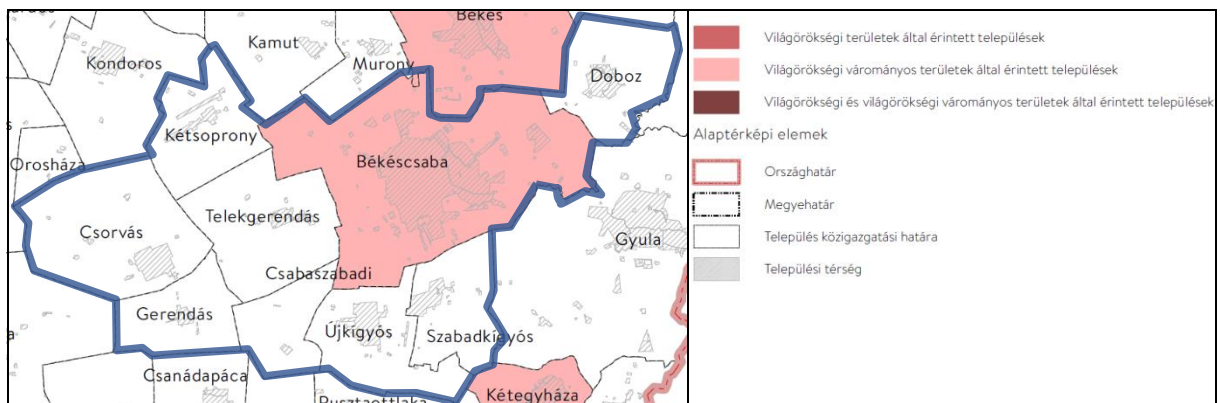 Békés
Kamut
Kondoros
Murony
Doboz
Kétsoprony
Orosháza
Békéscsaba
Telekgerendás
Csorvás
Gyula
Csabaszabadi
Gerendás
Újkígyós
Szabadkígyós
a
Csanádapáca
Kétegyháza
Pusztaottlaka
Világörökségi területek által érintett települések
Világörökségi várományos területek által érintett települések
Világörökségi és világörökségi várományos területek által érintett települések
Alaptérképi elemek
Országhatár
Megyehatár
Település közigazgatási határa
Települési térség